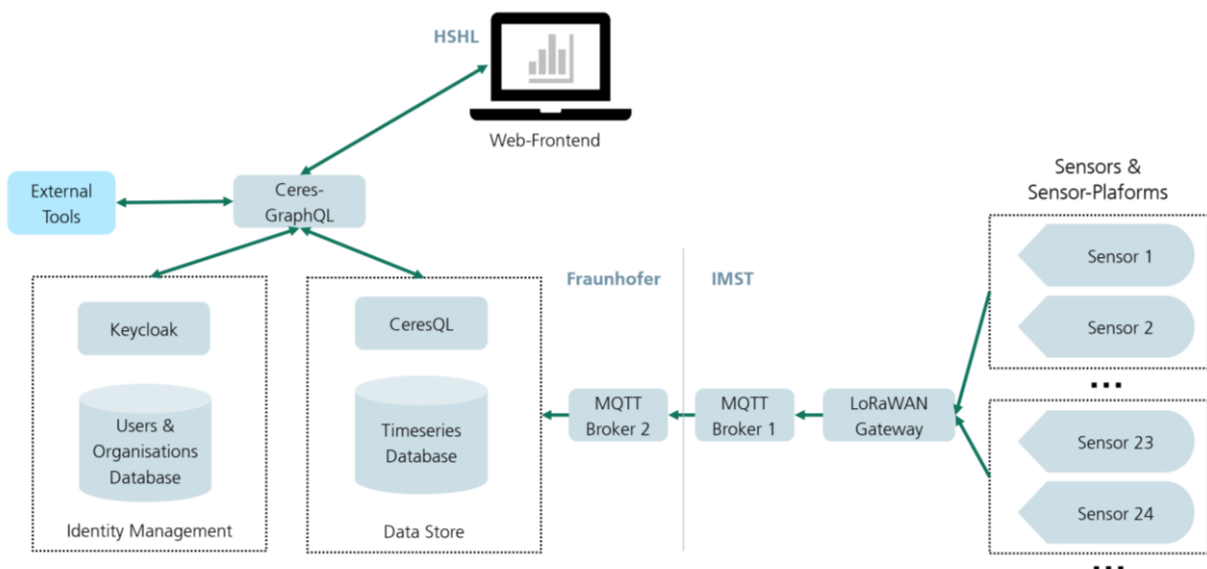 HSHL
Web-Frontend
External
Tools
Ceres-
GraphQL
Sensors &
Sensor-Plaforms
Sensor 1
Sensor 2
...
Fraunhofer
IMST
Keycloak
CeresQL
Users &
Organisations
Database
Timeseries
Database
MQTT
Broker 2
MQTT
Broker 1
LoRaWAN
Gateway
Sensor 23
Sensor 24
...
Identity Management
Data Store